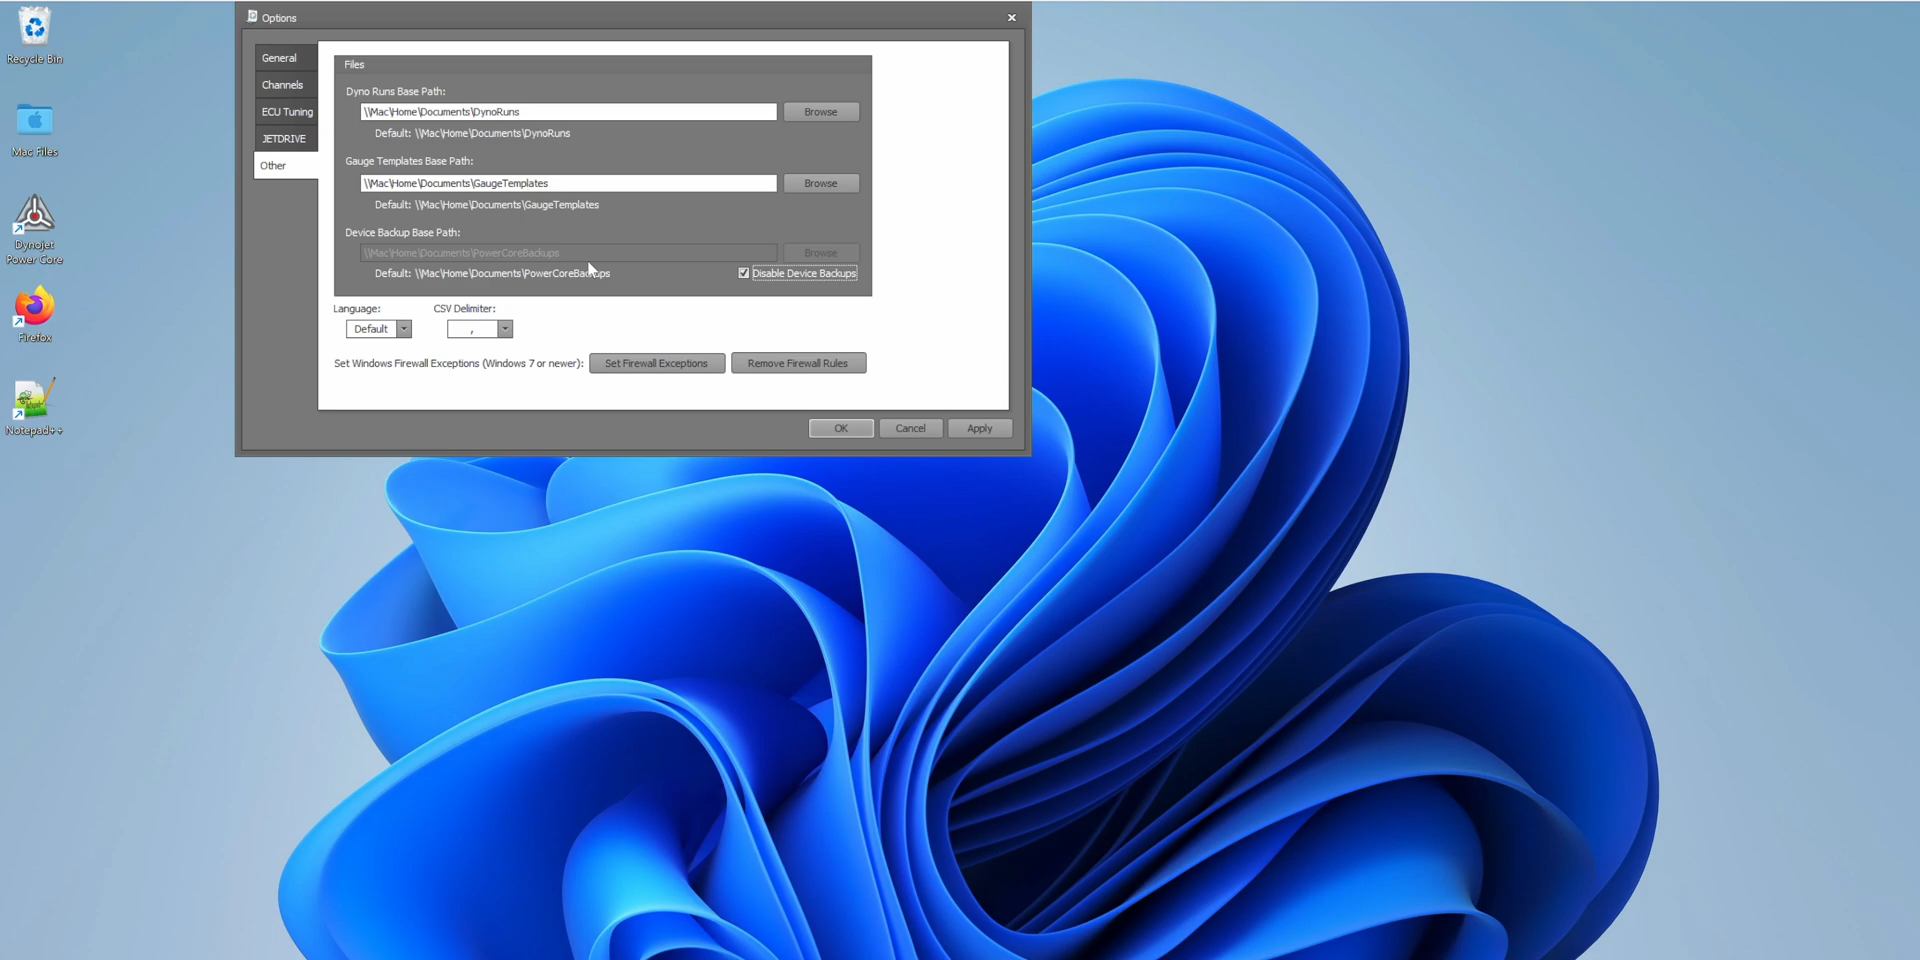 Recycle Bin
Mac Files
Dynojet
Power Core
Firefox
Notepad++
Options
General
Channels
ECU Tuning
JETDRIVE
Other
Files
Dyno Runs Base Path:
\\Mac\Home\Documents\DynoRuns
Browse
Default: \\Mac\Home\Documents\DynoRuns
Gauge Templates Base Path:
\\Mac\Home\Documents\GaugeTemplates
Browse
Default: \\Mac\Home\Documents\GaugeTemplates
Device Backup Base Path:
\\Mac\Home\Documents\PowerCoreBackups
Browse
Default: \\Mac\Home\Documents\PowerCoreBackups
Disable Device Backups
Language:
CSV Delimiter:
Default
,
Set Windows Firewall Exceptions (Windows 7 or newer):
Set Firewall Exceptions
Remove Firewall Rules
OK
Cancel
Apply